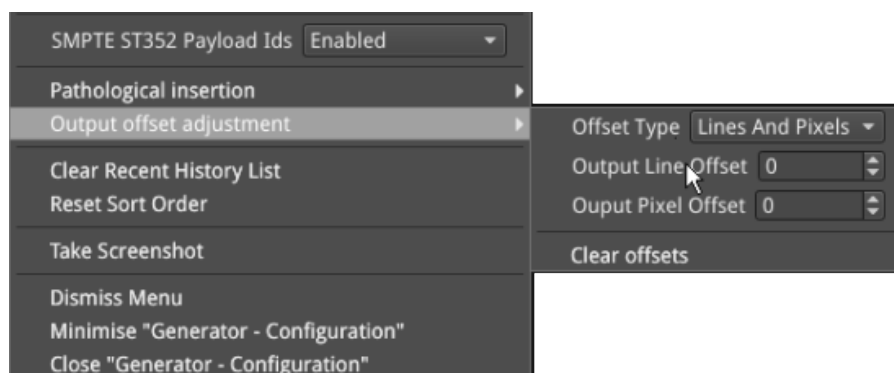 SMPTE ST352 Payload Ids Enabled
Pathological insertion
Output offset adjustment
Clear Recent History List
Reset Sort Order
Take Screenshot
Dismiss Menu
Minimise "Generator - Configuration"
Close "Generator - Configuration"
Offset Type Lines And Pixels
Output Line Offset 0
Ouput Pixel Offset 0
Clear offsets